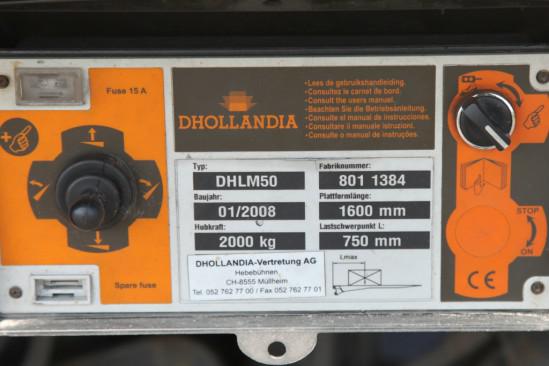 Fuse 15 A
DHOLLANDIA
•Lees de gebruikshandleiding.
•Consultez le carnet de bord.
•Consult the users manual.
•Beachten Sie die Betriebsanleitung.
•Consulte el manual de instrucciones.
•Consultare il manuale istruzioni.
•Consulte o manual de instruções.
Typ:
DHLM50
Fabriknummer:
801 1384
Baujahr:
01/2008
Plattformlänge:
1600 mm
Hubkraft:
2000 kg
Lastschwerpunkt L:
750 mm
DHOLLANDIA-Vertretung AG
Hebebühnen
CH-8555 Müllheim
Tel. 052 762 77 00 / Fax 052 762 77 01
Lmax
Spare fuse
STOP
ON
CE